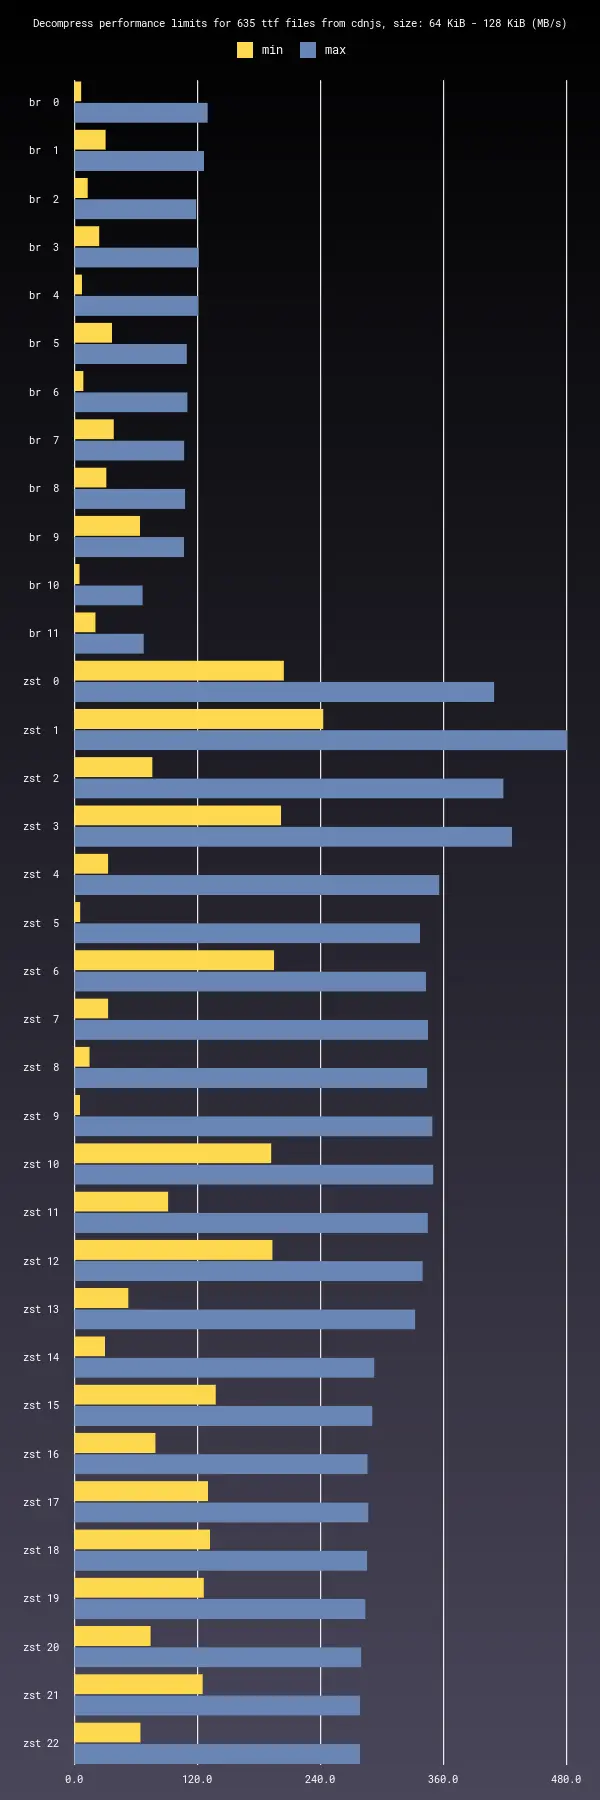 Decompress performance limits for 635 ttf files from cdnjs, size: 64 KiB - 128 KiB (MB/s)
min max
br 0
br 1
br 2
br 3
br 4
br 5
br 6
br 7
br 8
br 9
br 10
br 11
zst 0
zst 1
zst 2
zst 3
zst 4
zst 5
zst 6
zst 7
zst 8
zst 9
zst 10
zst 11
zst 12
zst 13
zst 14
zst 15
zst 16
zst 17
zst 18
zst 19
zst 20
zst 21
zst 22
0.0 120.0 240.0 360.0 480.0